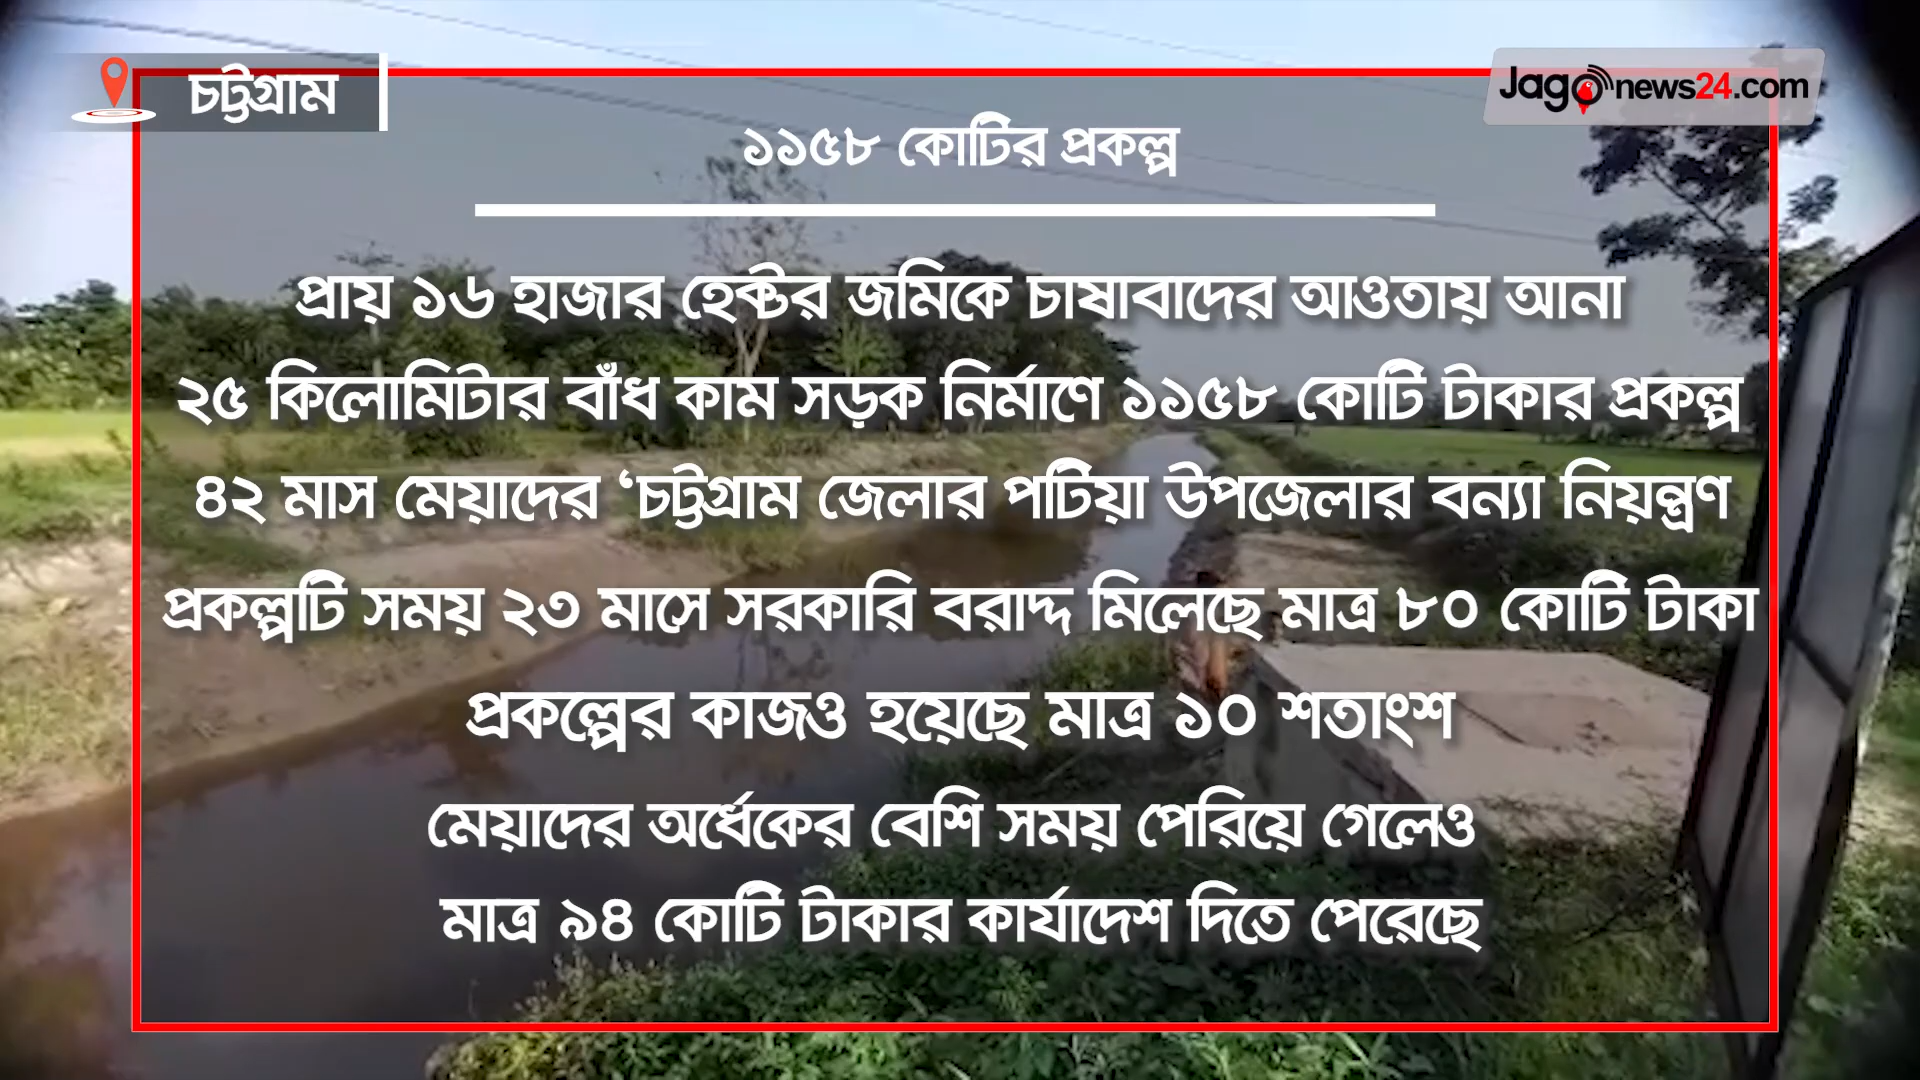 চট্টগ্রাম
Jagonews24.com
১১৫৮ কোটির প্রকল্প
প্রায় ১৬ হাজার হেক্টর জমিকে চাষাবাদের আওতায় আনা
২৫ কিলোমিটার বাঁধ কাম সড়ক নির্মাণে ১১৫৮ কোটি টাকার প্রকল্প
৪২ মাস মেয়াদের ‘চট্টগ্রাম জেলার পটিয়া উপজেলার বন্যা নিয়ন্ত্রণ
প্রকল্পটি সময় ২৩ মাসে সরকারি বরাদ্দ মিলেছে মাত্র ৮০ কোটি টাকা
প্রকল্পের কাজও হয়েছে মাত্র ১০ শতাংশ
মেয়াদের অর্ধেকের বেশি সময় পেরিয়ে গেলেও
মাত্র ৯৪ কোটি টাকার কার্যাদেশ দিতে পেরেছে